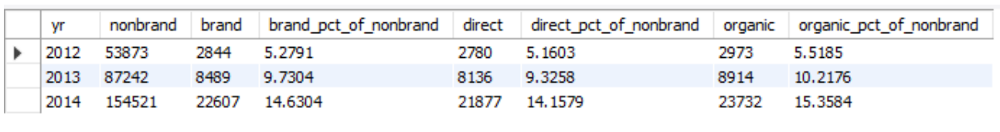 yr nonbrand brand brand_pct_of_nonbrand direct direct_pct_of_nonbrand organic organic_pct_of_nonbrand
2012 53873 2844 5.2791 2780 5.1603 2973 5.5185
2013 87242 8489 9.7304 8136 9.3258 8914 10.2176
2014 154521 22607 14.6304 21877 14.1579 23732 15.3584